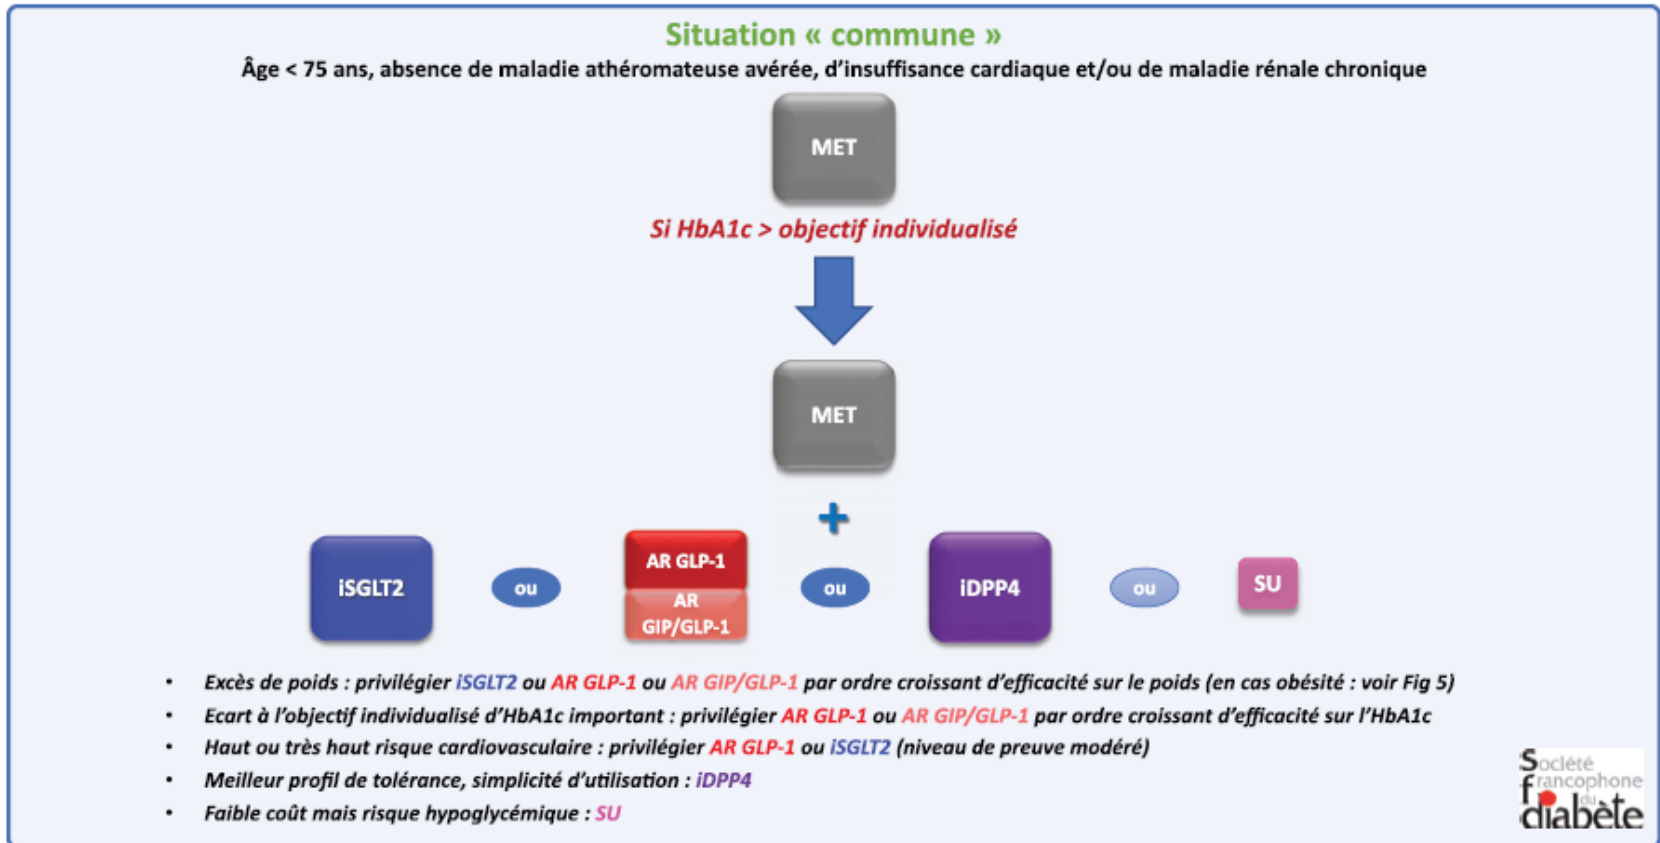 Situation « commune »
Âge < 75 ans, absence de maladie athéromateuse avérée, d'insuffisance cardiaque et/ou de maladie rénale chronique
MET
Si HbA1c > objectif individualisé
MET
+
iSGLT2
ou
AR GLP-1
AR
GIP/GLP-1
ou
iDPP4
ou
SU
• Excès de poids : privilégier iSGLT2 ou AR GLP-1 ou AR GIP/GLP-1 par ordre croissant d'efficacité sur le poids (en cas obésité : voir Fig 5)
• Ecart à l'objectif individualisé d'HbA1c important : privilégier AR GLP-1 ou AR GIP/GLP-1 par ordre croissant d'efficacité sur l'HbA1c
• Haut ou très haut risque cardiovasculaire : privilégier AR GLP-1 ou iSGLT2 (niveau de preuve modéré)
• Meilleur profil de tolérance, simplicité d'utilisation : iDPP4
• Faible coût mais risque hypoglycémique : SU
Société
francophone
du
diabète